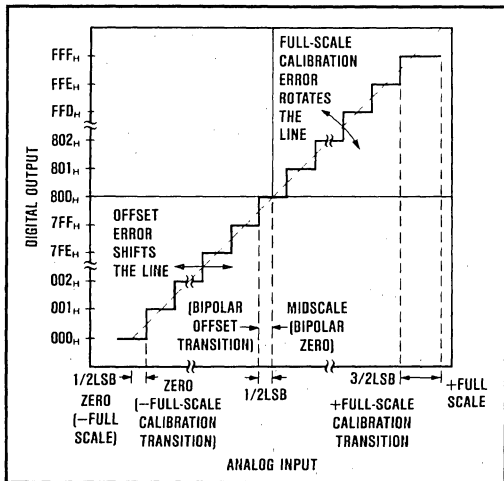 FFF_H
FFE_H
FFD_H
802_H
801_H
800_H
7FF_H
7FE_H
002_H
001_H
000_H
DIGITAL OUTPUT
FULL-SCALE
CALIBRATION
ERROR
ROTATES
THE
LINE
OFFSET
ERROR
SHIFTS
THE LINE
(BIPOLAR
OFFSET
TRANSITION)
MIDSCALE
(BIPOLAR
ZERO)
1/2LSB
ZERO
(−FULL
SCALE)
ZERO
(−FULL-SCALE
CALIBRATION
TRANSITION)
1/2LSB
3/2LSB
+FULL-SCALE
CALIBRATION
TRANSITION
+FULL
SCALE
ANALOG INPUT